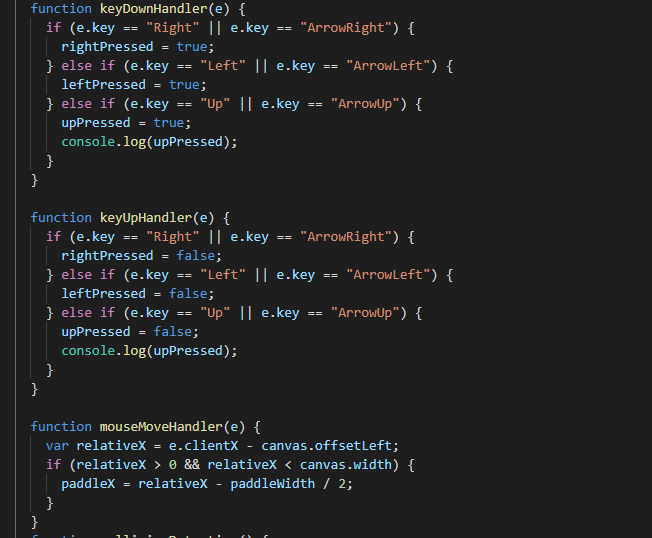 function keyDownHandler(e) {
  if (e.key == "Right" || e.key == "ArrowRight") {
    rightPressed = true;
  } else if (e.key == "Left" || e.key == "ArrowLeft") {
    leftPressed = true;
  } else if (e.key == "Up" || e.key == "ArrowUp") {
    upPressed = true;
    console.log(upPressed);
  }
}

function keyUpHandler(e) {
  if (e.key == "Right" || e.key == "ArrowRight") {
    rightPressed = false;
  } else if (e.key == "Left" || e.key == "ArrowLeft") {
    leftPressed = false;
  } else if (e.key == "Up" || e.key == "ArrowUp") {
    upPressed = false;
    console.log(upPressed);
  }
}

function mouseMoveHandler(e) {
  var relativeX = e.clientX - canvas.offsetLeft;
  if (relativeX > 0 && relativeX < canvas.width) {
    paddleX = relativeX - paddleWidth / 2;
  }
}